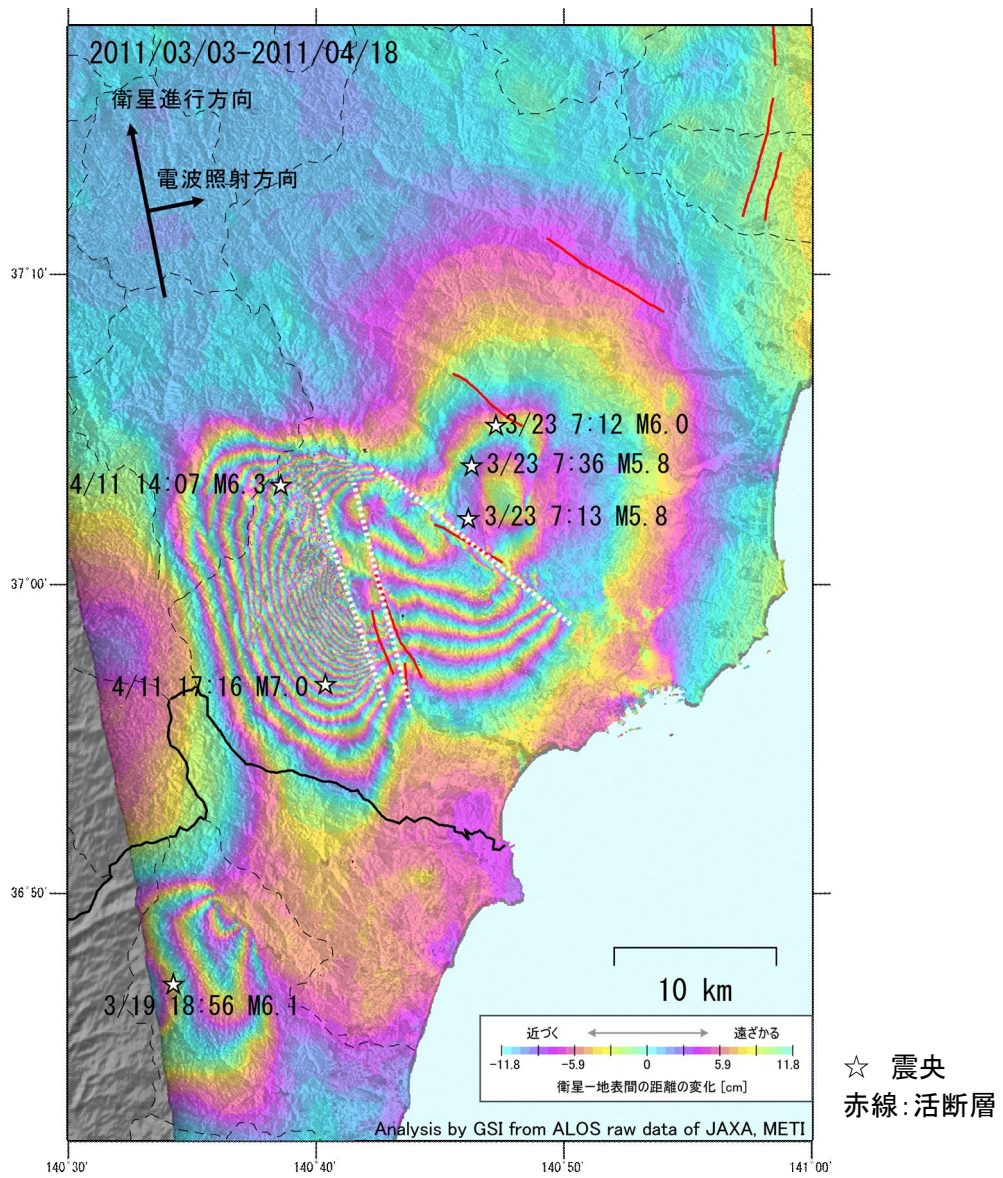 2011/03/03-2011/04/18
衛星進行方向
電波照射方向
37°10'
3/23 7:12 M6.0
3/23 7:36 M5.8
4/11 14:07 M6.3
3/23 7:13 M5.8
37°00'
4/11 17:16 M7.0
36°50'
10 km
3/19 18:56 M6.1
近づく 遠ざかる
-11.8 -5.9 0 5.9 11.8
衛星-地表間の距離の変化 [cm]
☆ 震央
赤線:活断層
Analysis by GSI from ALOS raw data of JAXA, METI
140°30' 140°40' 140°50' 141°00'